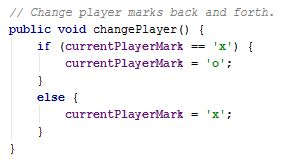 // Change player marks back and forth.
public void changePlayer() {
    if (currentPlayerMark == 'x') {
        currentPlayerMark = 'o';
    }
    else {
        currentPlayerMark = 'x';
    }
}